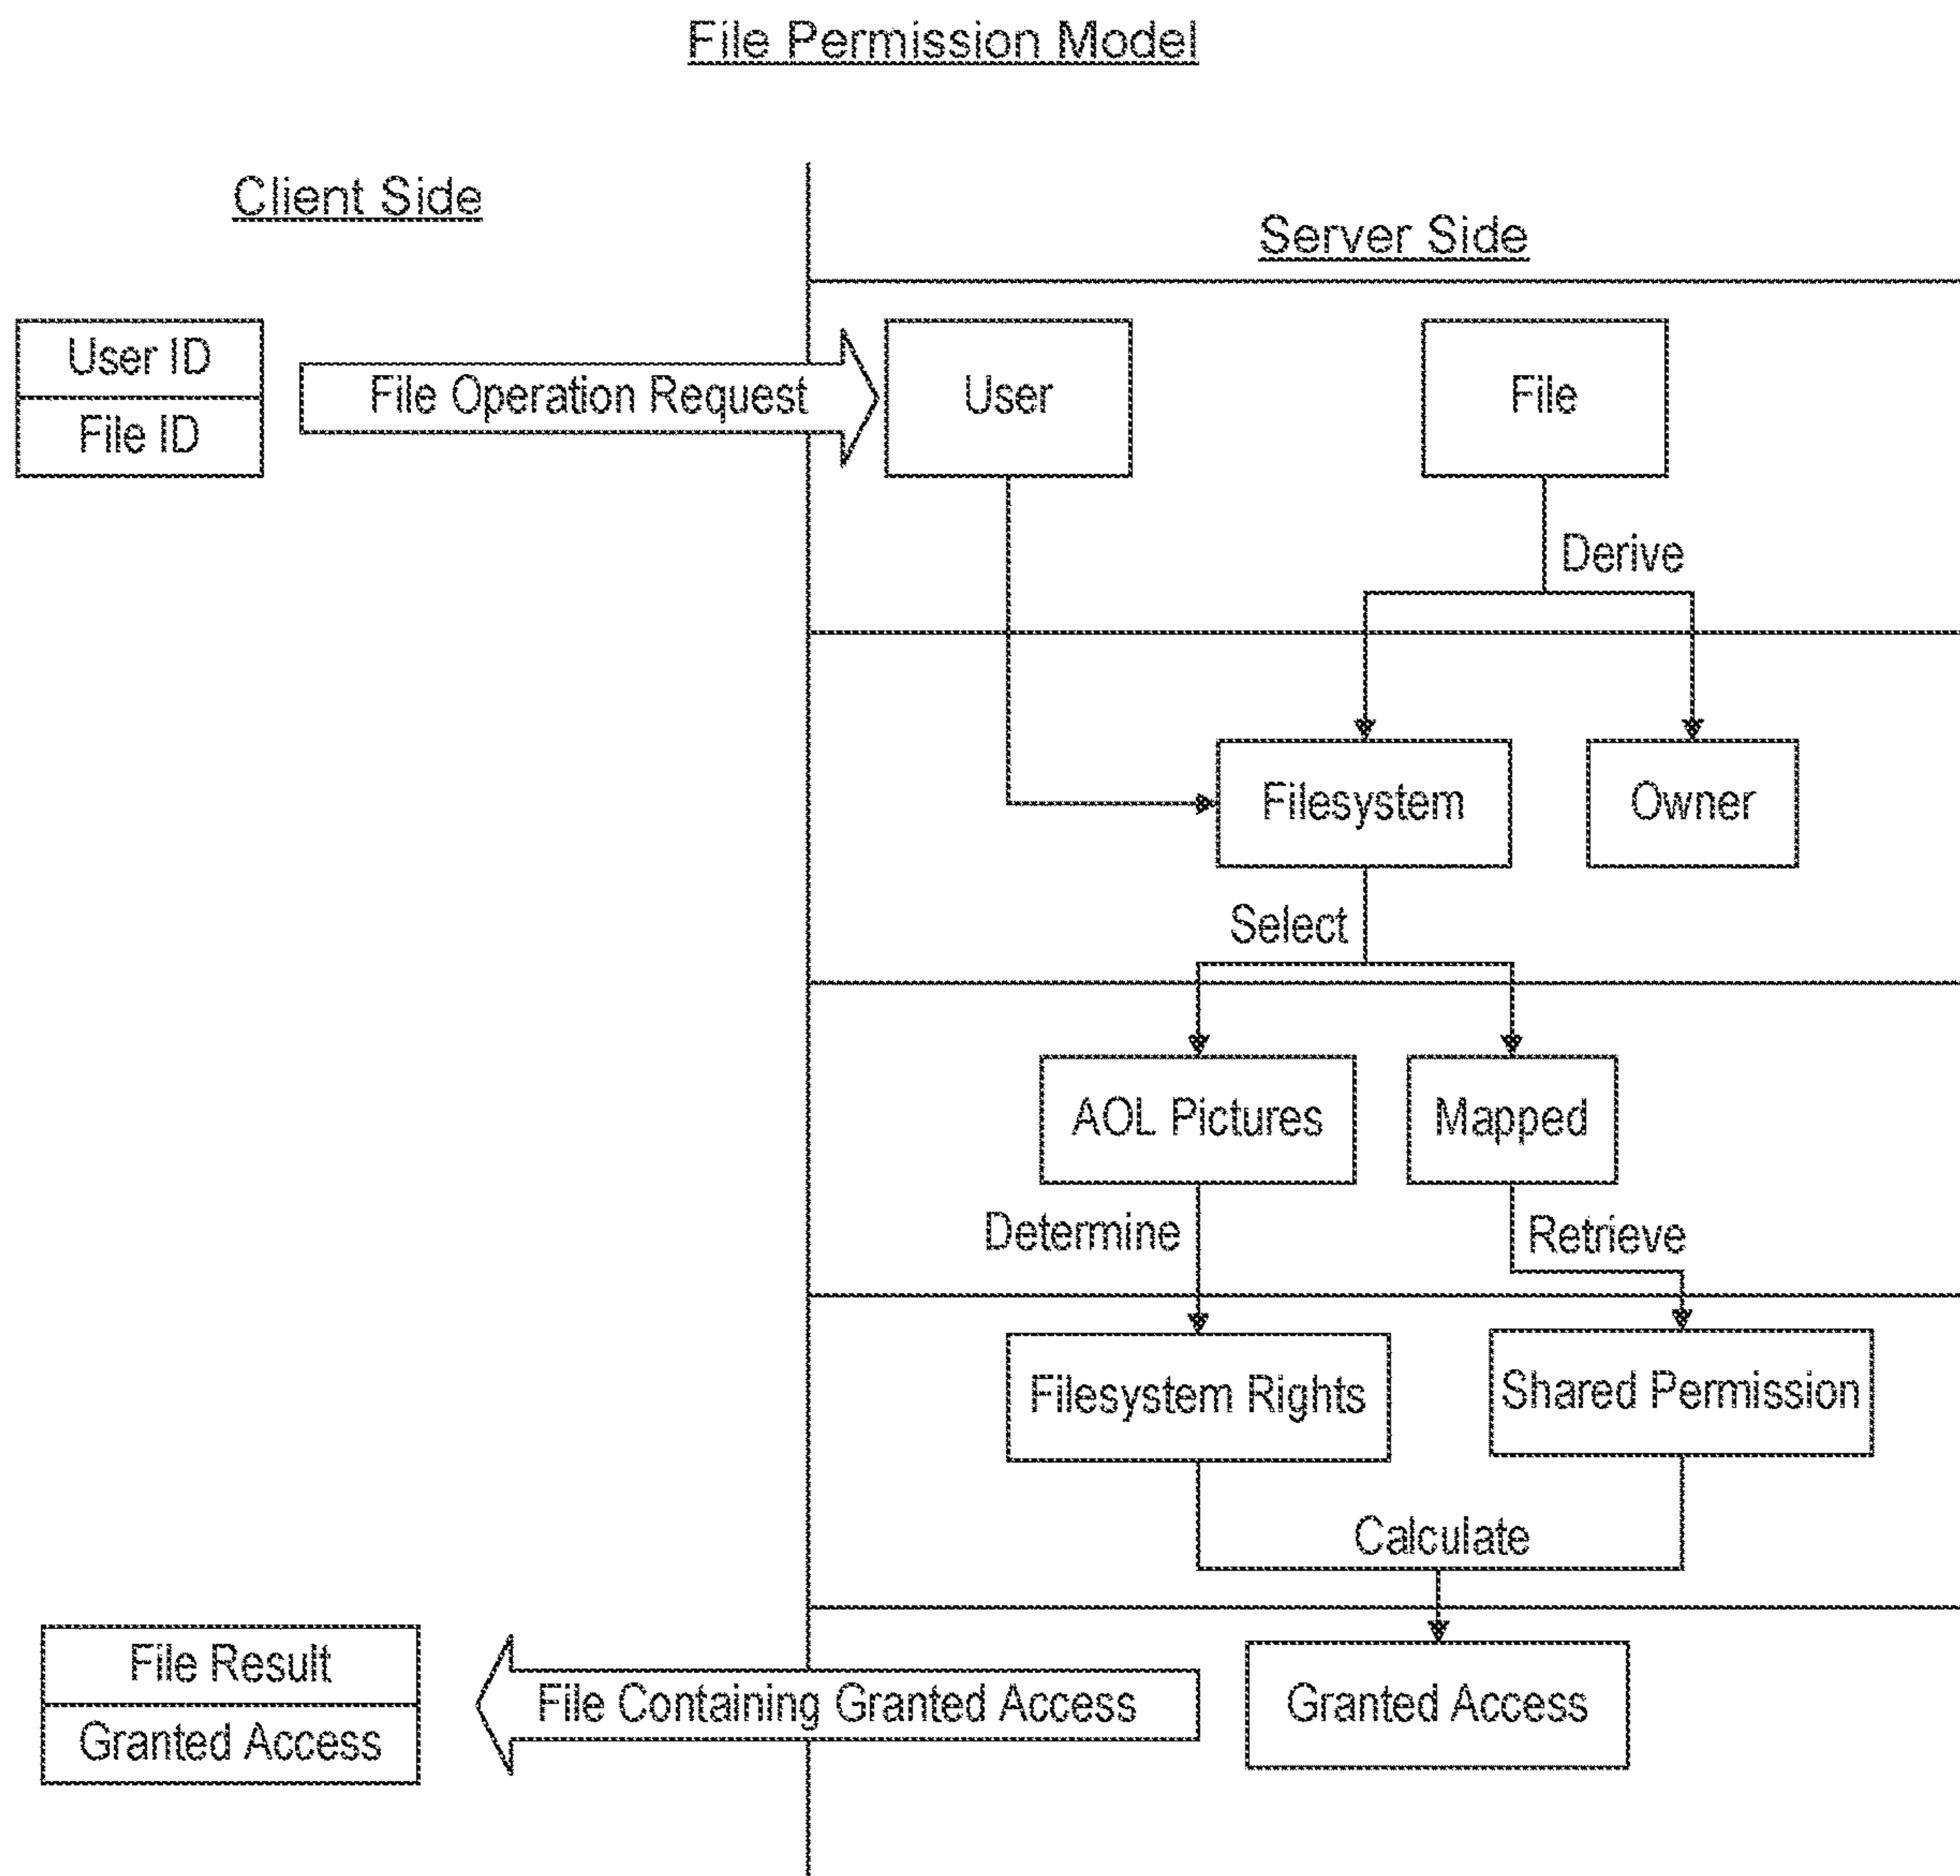 File Permission Model
Client Side
Server Side
User ID
File ID
File Operation Request
User
File
Derive
Filesystem
Owner
Select
AOL Pictures
Mapped
Determine
Retrieve
Filesystem Rights
Shared Permission
Calculate
File Result
Granted Access
File Containing Granted Access
Granted Access